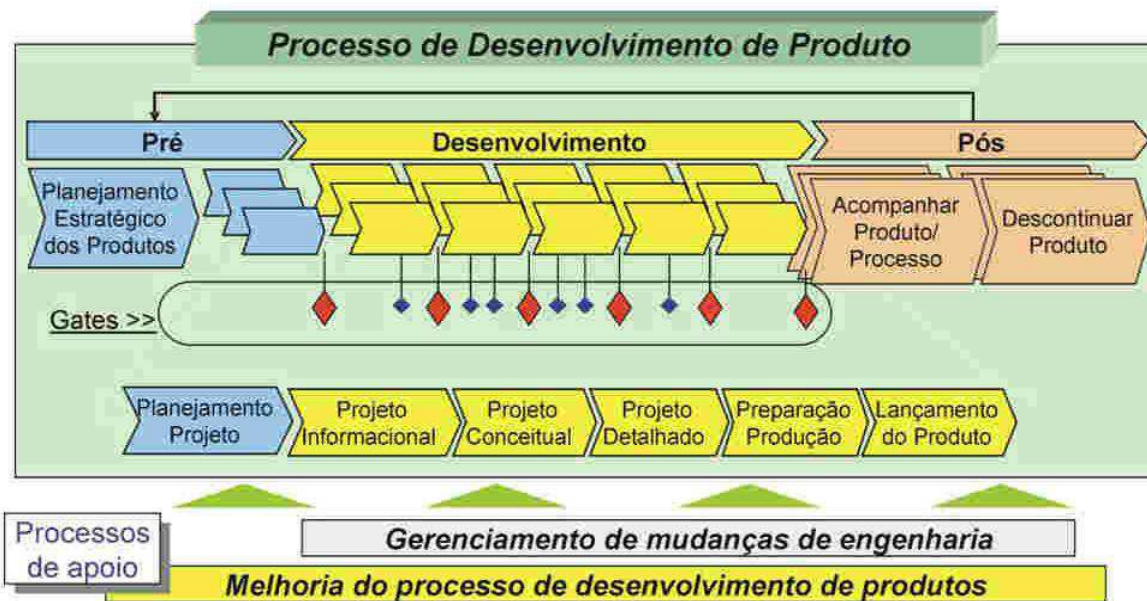 Processo de Desenvolvimento de Produto
Pré
Desenvolvimento
Pós
Planejamento
Estratégico
dos Produtos
Acompanhar
Produto/
Processo
Descontinuar
Produto
Gates >>
Planejamento
Projeto
Projeto
Informacional
Projeto
Conceitual
Projeto
Detalhado
Preparação
Produção
Lançamento
do Produto
Processos
de apoio
Gerenciamento de mudanças de engenharia
Melhoria do processo de desenvolvimento de produtos